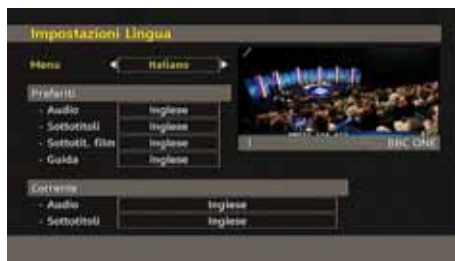 Impostazioni Lingua
Menu Italiano
Preferiti
- Audio Inglese
- Sottotitoli Inglese
- Sottotit. film Inglese
- Guida Inglese
1 BBC ONE
Corrente
- Audio Inglese
- Sottotitoli Inglese